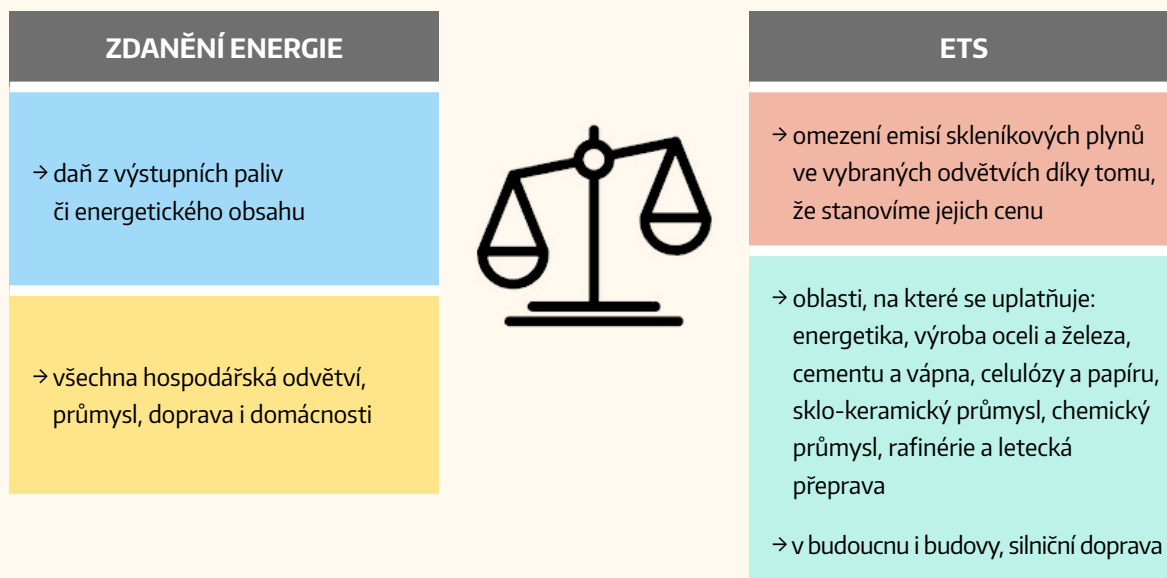 ZDANĚNÍ ENERGIE
→ daň z výstupních paliv
či energetického obsahu
→ všechna hospodářská odvětví,
průmysl, doprava i domácnosti
ETS
→ omezení emisí skleníkových plynů
ve vybraných odvětvích díky tomu,
že stanovíme jejich cenu
→ oblasti, na které se uplatňuje:
energetika, výroba oceli a železa,
cementu a vápna, celulózy a papíru,
sklo-keramický průmysl, chemický
průmysl, rafinérie a letecká
přeprava
→ v budoucnu i budovy, silniční doprava